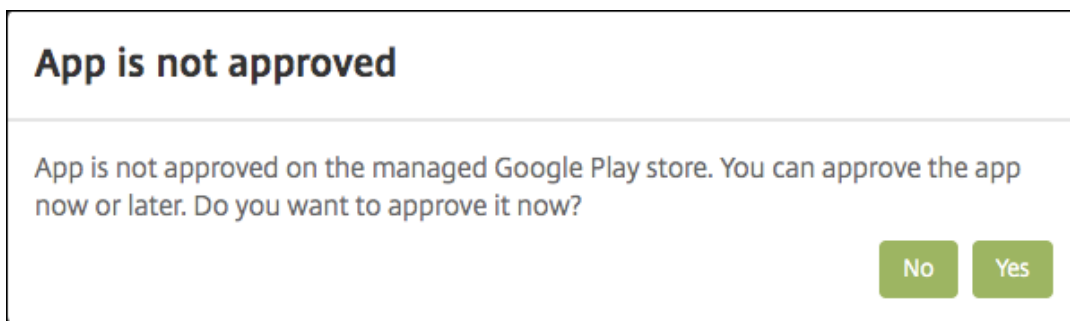 App is not approved
App is not approved on the managed Google Play store. You can approve the app
now or later. Do you want to approve it now?
No
Yes